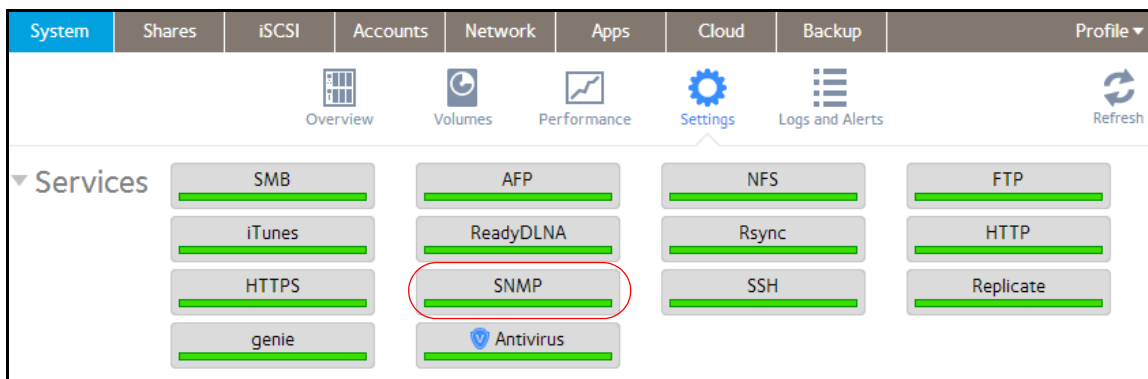 System Shares iSCSI Accounts Network Apps Cloud Backup Profile
Overview Volumes Performance Settings Logs and Alerts Refresh
Services
SMB AFP NFS FTP
iTunes ReadyDLNA Rsync HTTP
HTTPS SNMP SSH Replicate
genie Antivirus